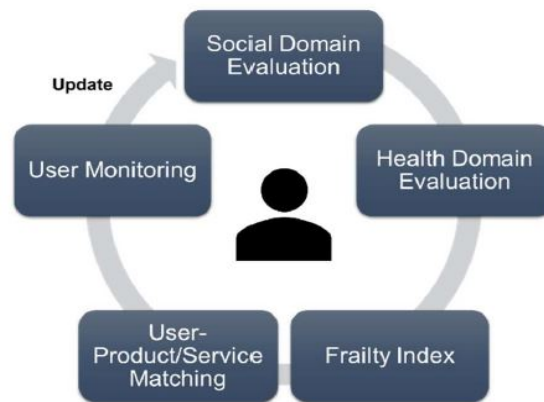 Social Domain
Evaluation
Update
User Monitoring
Health Domain
Evaluation
User-
Product/Service
Matching
Frailty Index